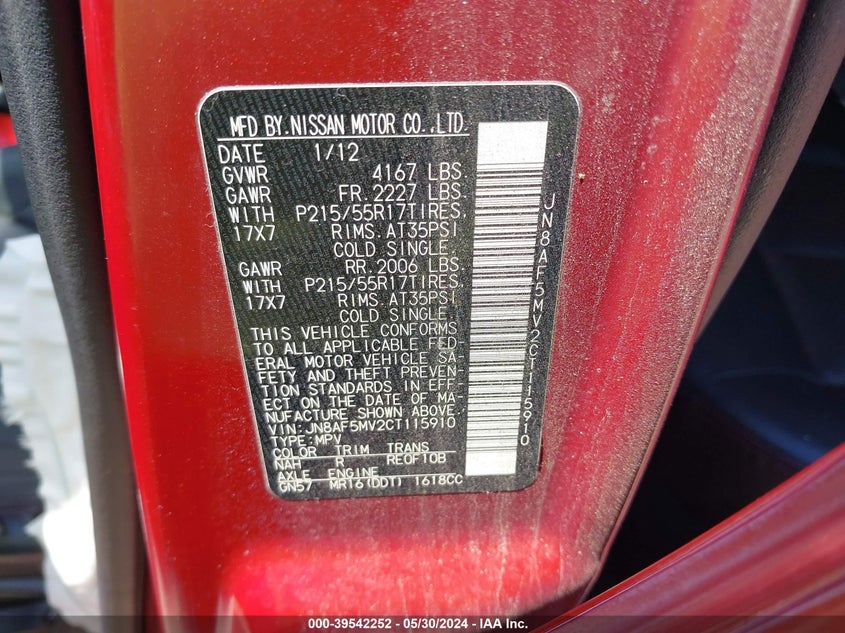 MFD BY.NISSAN MOTOR CO.,LTD.
DATE 1/12
GVWR 4167 LBS.
GAWR FR.2227 LBS.
WITH P215/55R17TIRES,
17X7 RIMS.AT35PSI
COLD SINGLE.
GAWR RR.2006 LBS.
WITH P215/55R17TIRES,
17X7 RIMS.AT35PSI
COLD SINGLE.
THIS VEHICLE CONFORMS
TO ALL APPLICABLE FED-
ERAL MOTOR VEHICLE SA-
FETY AND THEFT PREVEN-
TION STANDARDS IN EFF-
ECT ON THE DATE OF MA-
NUFACTURE SHOWN ABOVE.
VIN: JN8AF5MV2CT115910
TYPE:MPV
COLOR TRIM TRANS
NAH R RE0F10B
AXLE ENGINE
GN57 MR16(DDT) 1618CC
JN8AF5MV2CT115910
000-39542252 - 05/30/2024 - IAA Inc.